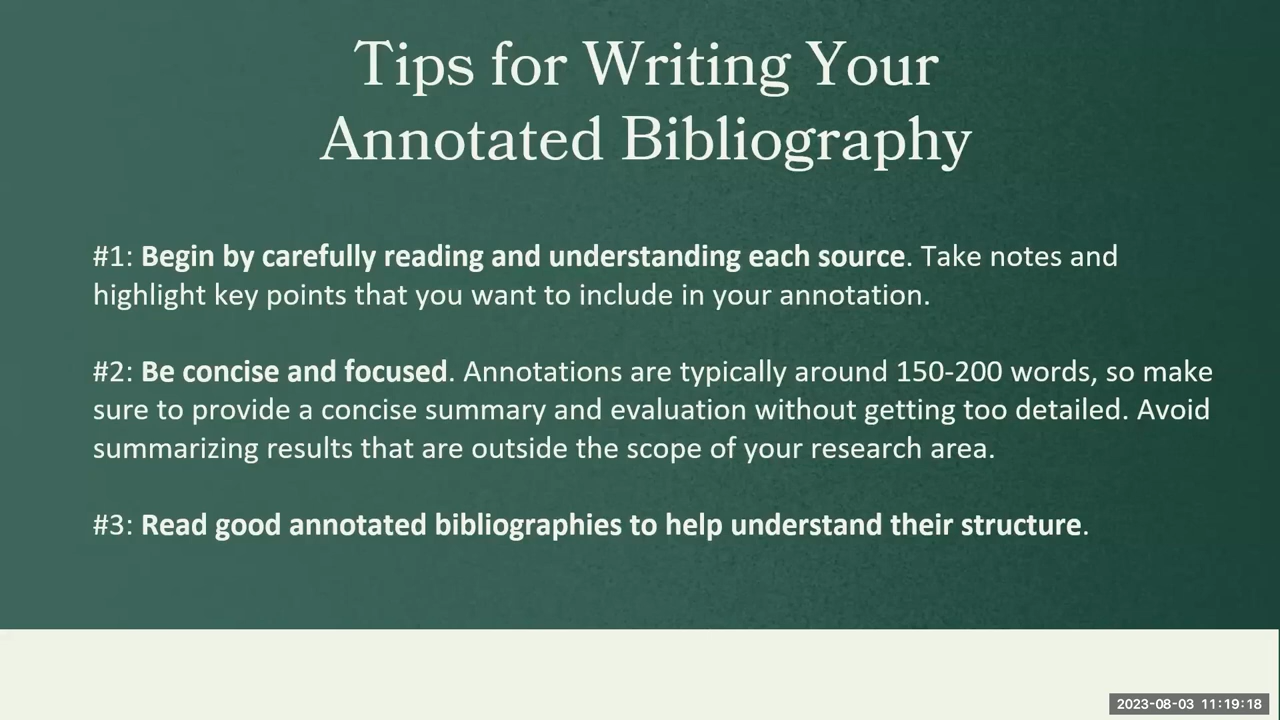 Tips for Writing Your
Annotated Bibliography
#1: Begin by carefully reading and understanding each source. Take notes and
highlight key points that you want to include in your annotation.
#2: Be concise and focused. Annotations are typically around 150-200 words, so make
sure to provide a concise summary and evaluation without getting too detailed. Avoid
summarizing results that are outside the scope of your research area.
#3: Read good annotated bibliographies to help understand their structure.
2023-08-03 11:19:18